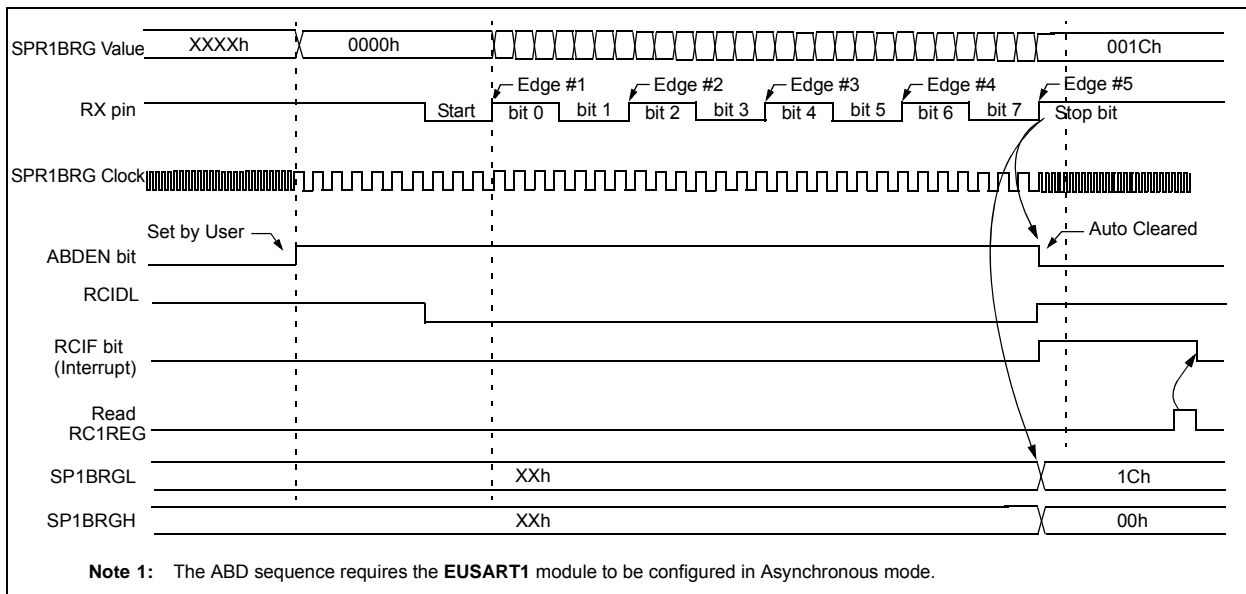 SPR1BRG Value XXXXh 0000h 001Ch
Edge #1 Edge #2 Edge #3 Edge #4 Edge #5
RX pin Start bit 0 bit 1 bit 2 bit 3 bit 4 bit 5 bit 6 bit 7 Stop bit
SPR1BRG Clock
Set by User Auto Cleared
ABDEN bit
RCIDL
RCIF bit
(Interrupt)
Read
RC1REG
SP1BRGL XXh 1Ch
SP1BRGH XXh 00h
Note 1: The ABD sequence requires the EUSART1 module to be configured in Asynchronous mode.